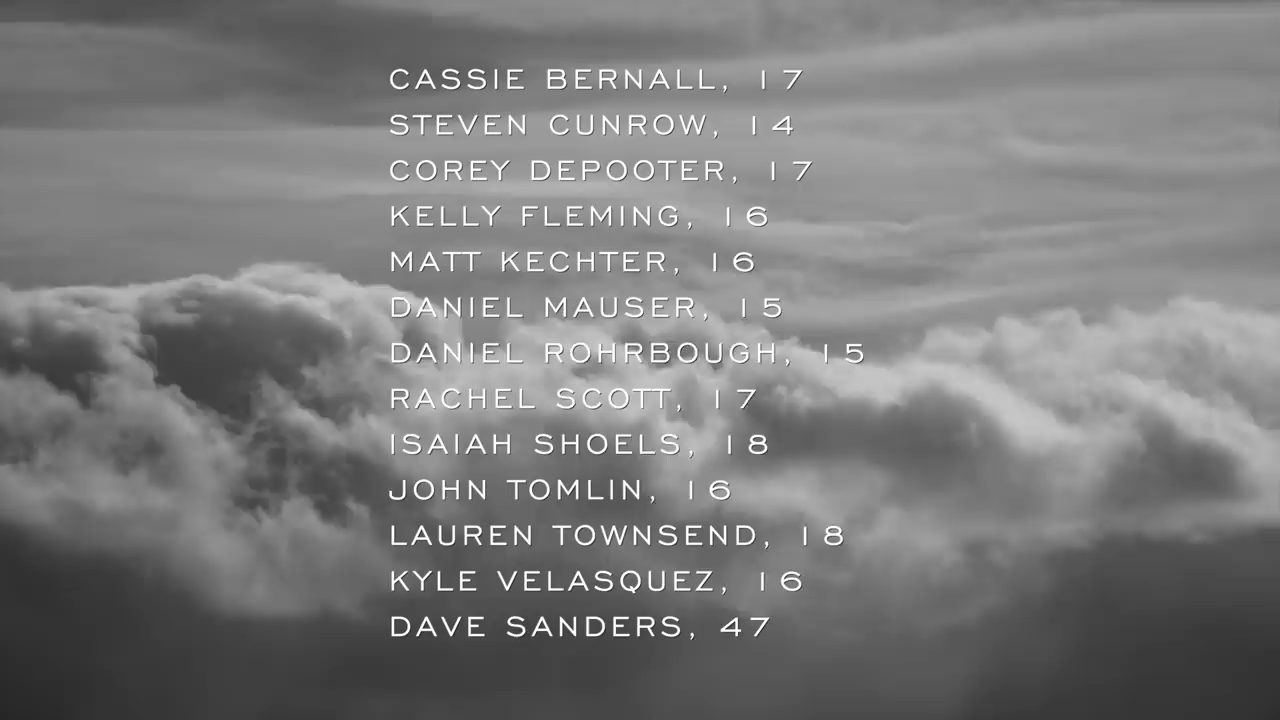 CASSIE BERNALL, 17
STEVEN CUNROW, 14
COREY DEPOOTER, 17
KELLY FLEMING, 16
MATT KECHTER, 16
DANIEL MAUSER, 15
DANIEL ROHRBOUGH, 15
RACHEL SCOTT, 17
ISAIAH SHOELS, 18
JOHN TOMLIN, 16
LAUREN TOWNSEND, 18
KYLE VELASQUEZ, 16
DAVE SANDERS, 47